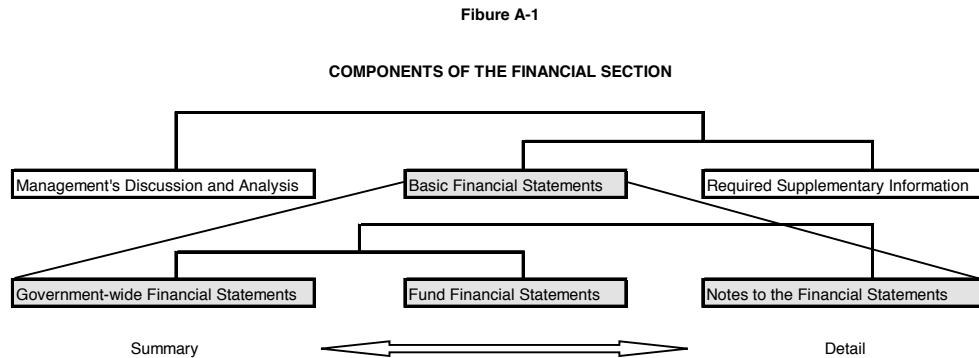 Fibure A-1
COMPONENTS OF THE FINANCIAL SECTION
Management's Discussion and Analysis
Basic Financial Statements
Required Supplementary Information
Government-wide Financial Statements
Fund Financial Statements
Notes to the Financial Statements
Summary
Detail